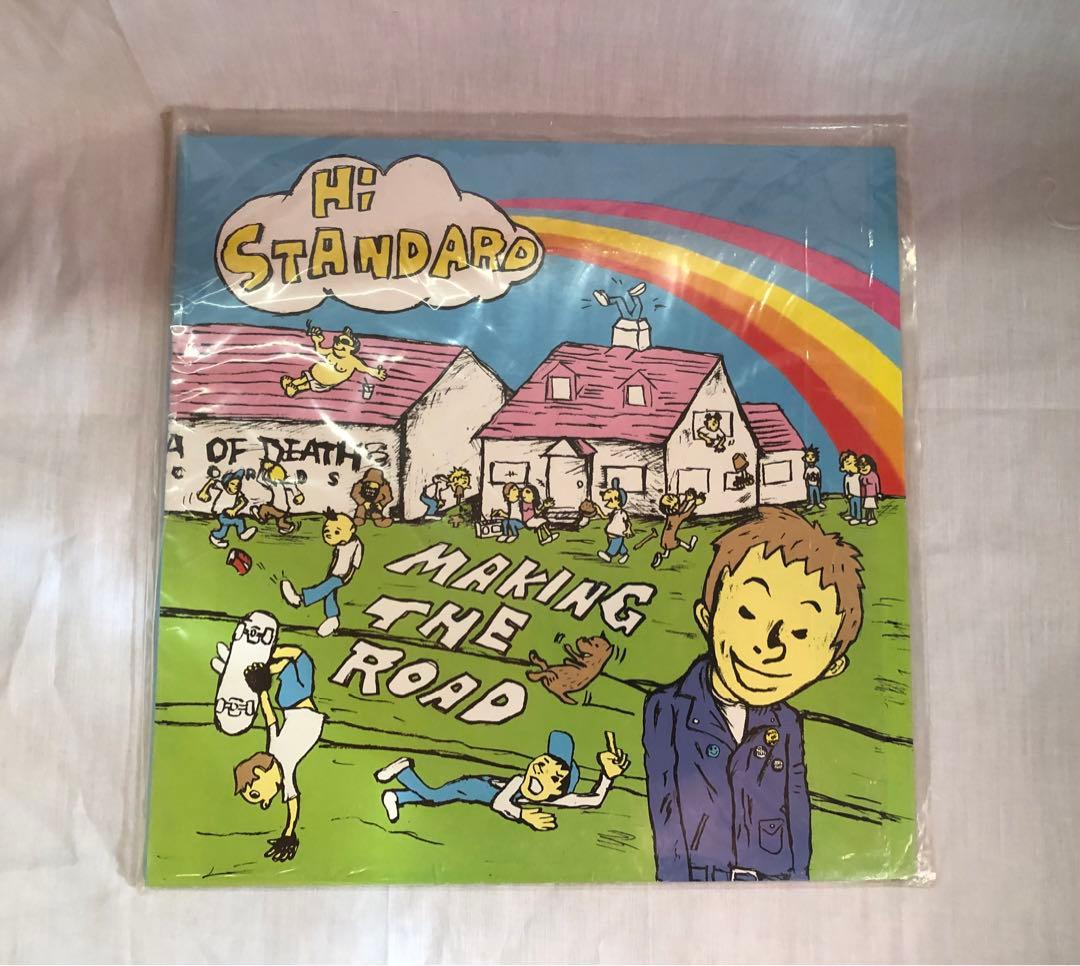 Hi
STANDARD
A OF DEATH
C O R D S
MAKING
THE
ROAD